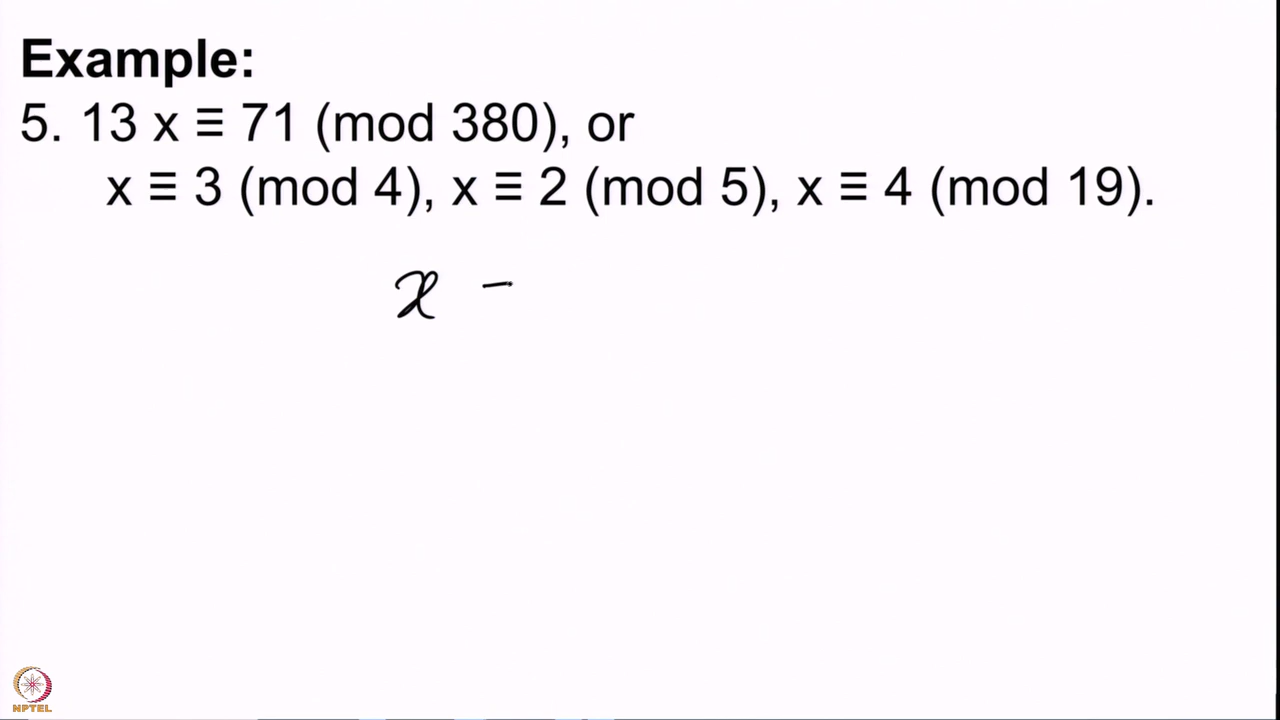 Example:
5. 13 x ≡ 71 (mod 380), or
x ≡ 3 (mod 4), x ≡ 2 (mod 5), x ≡ 4 (mod 19).
x -
NPTEL